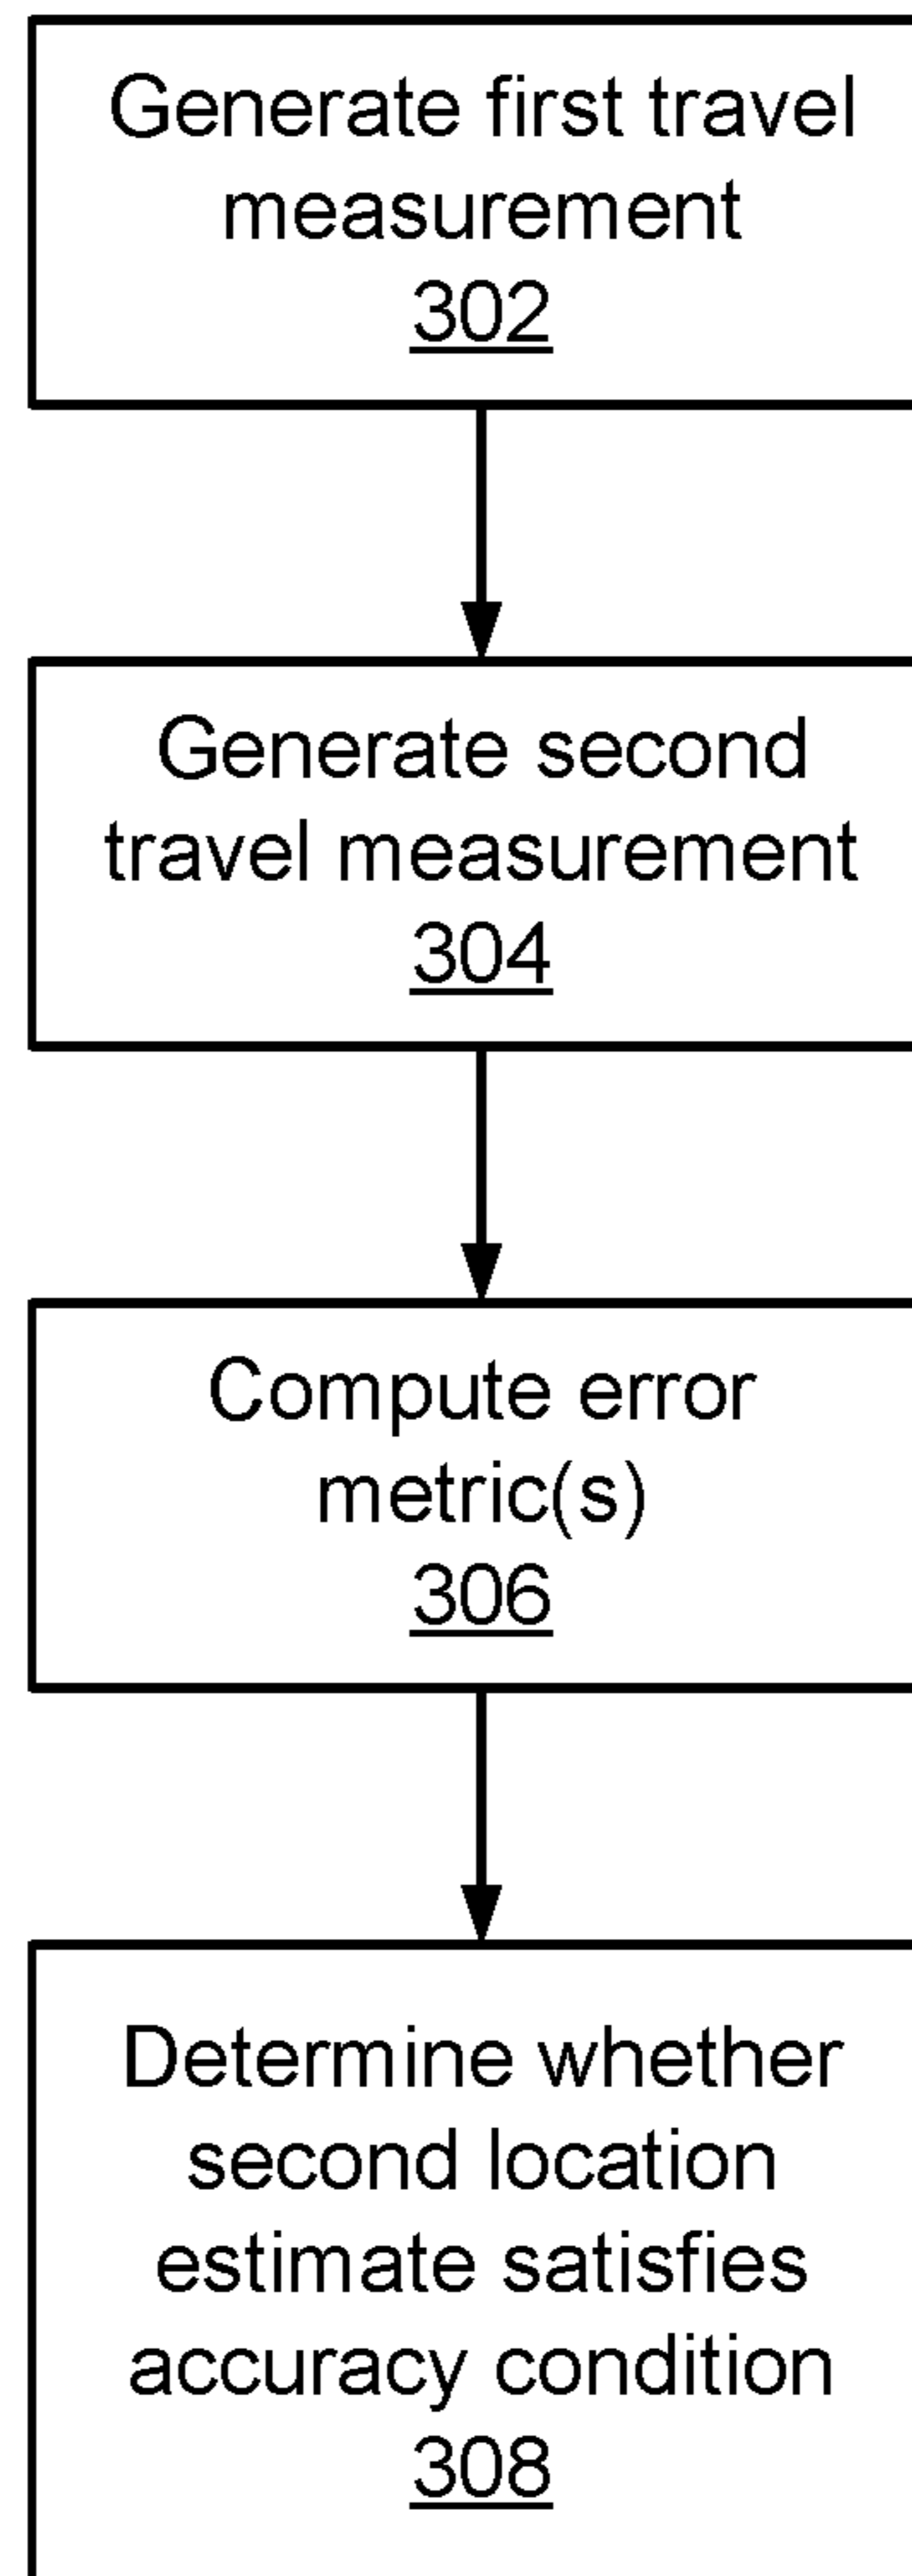 Generate first travel
measurement
302
Generate second
travel measurement
304
Compute error
metric(s)
306
Determine whether
second location
estimate satisfies
accuracy condition
308